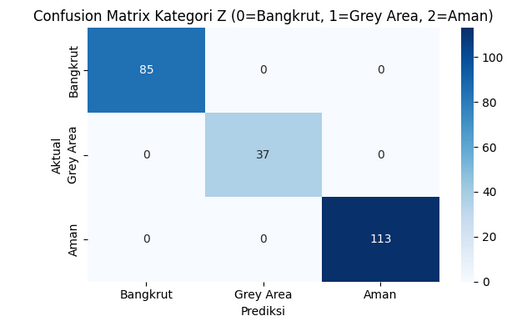 Confusion Matrix Kategori Z (0=Bangkrut, 1=Grey Area, 2=Aman)
Aktual
Bangkrut 85 0 0
Grey Area 0 37 0
Aman 0 0 113
Bangkrut Grey Area Aman
Prediksi
100
80
60
40
20
0